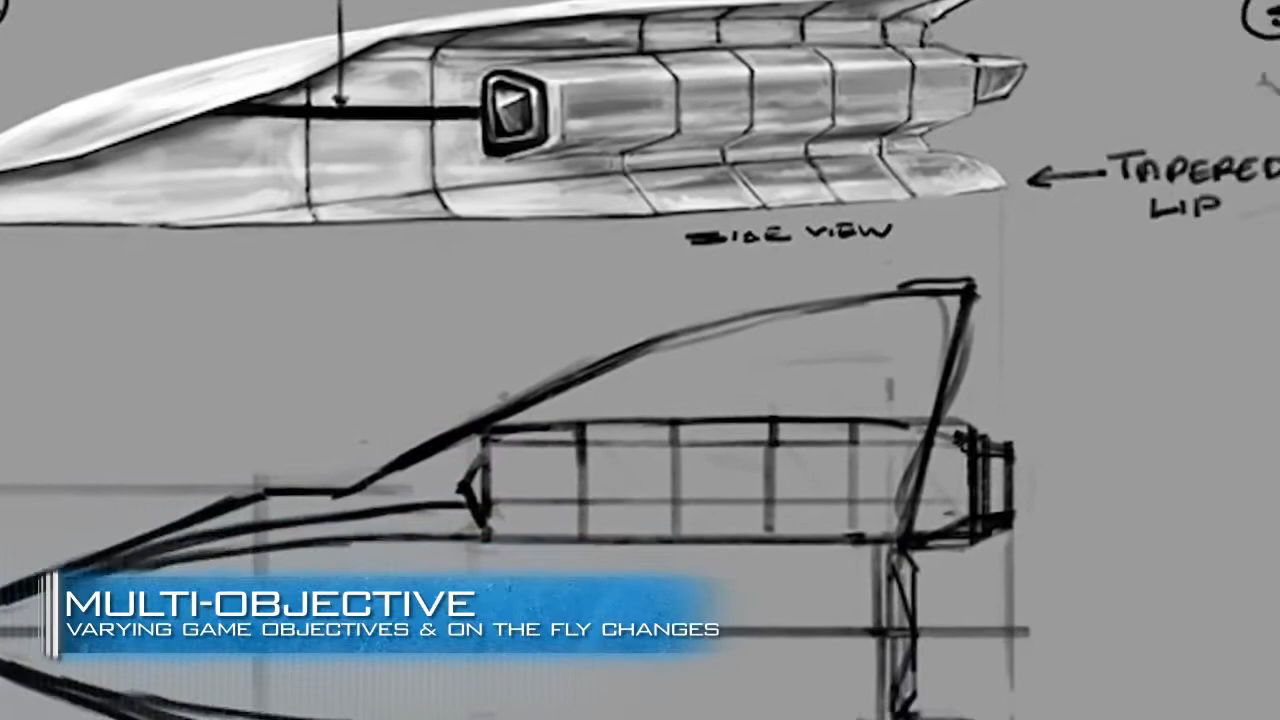 TAPERED
LIP
SIDE VIEW
MULTI-OBJECTIVE
VARYING GAME OBJECTIVES & ON THE FLY CHANGES